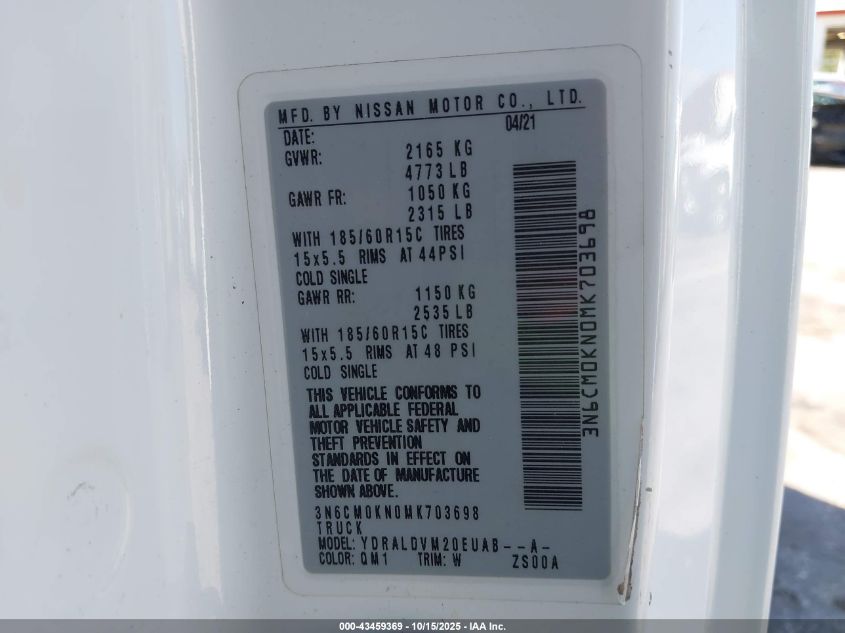 MFD. BY NISSAN MOTOR CO., LTD.
DATE: 04/21
GVWR: 2165 KG
4773 LB
GAWR FR: 1050 KG
2315 LB
WITH 185/60R15C TIRES
15x5.5 RIMS AT 44PSI
COLD SINGLE
GAWR RR: 1150 KG
2535 LB
WITH 185/60R15C TIRES
15x5.5 RIMS AT 48 PSI
COLD SINGLE
THIS VEHICLE CONFORMS TO
ALL APPLICABLE FEDERAL
MOTOR VEHICLE SAFETY AND
THEFT PREVENTION
STANDARDS IN EFFECT ON
THE DATE OF MANUFACTURE
SHOWN ABOVE.
3N6CM0KN0MK703698
TRUCK
MODEL: YDRALDVM20EUAB--A-
COLOR: QM1 TRIM: W ZS00A
3N6CM0KN0MK703698
000-43459369 - 10/15/2025 - IAA Inc.